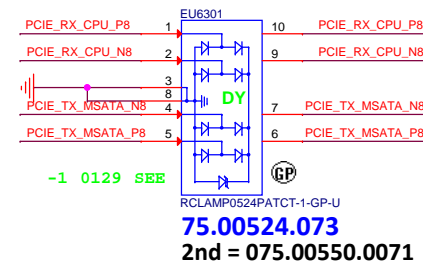 EU6301
PCIE_RX_CPU_P8 1 10 PCIE_RX_CPU_P8
PCIE_RX_CPU_N8 2 9 PCIE_RX_CPU_N8
3
8
DY
PCIE_TX_MSATA_N8 4 7 PCIE_TX_MSATA_N8
PCIE_TX_MSATA_P8 5 6 PCIE_TX_MSATA_P8
-1 0129 SEE
GP
RCLAMP0524PATCT-1-GP-U
75.00524.073
2nd = 075.00550.0071